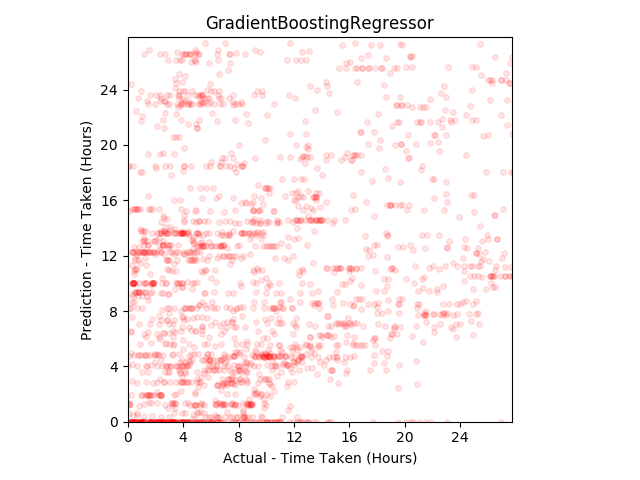 GradientBoostingRegressor
Prediction - Time Taken (Hours)
24
20
16
12
8
4
0
0 4 8 12 16 20 24
Actual - Time Taken (Hours)